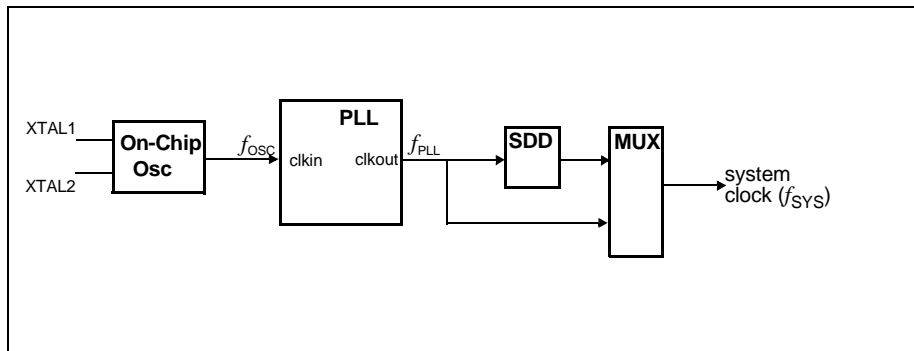 XTAL1
XTAL2
On-Chip
Osc
fOSC
PLL
clkin
clkout
fPLL
SDD
MUX
system
clock (fSYS)